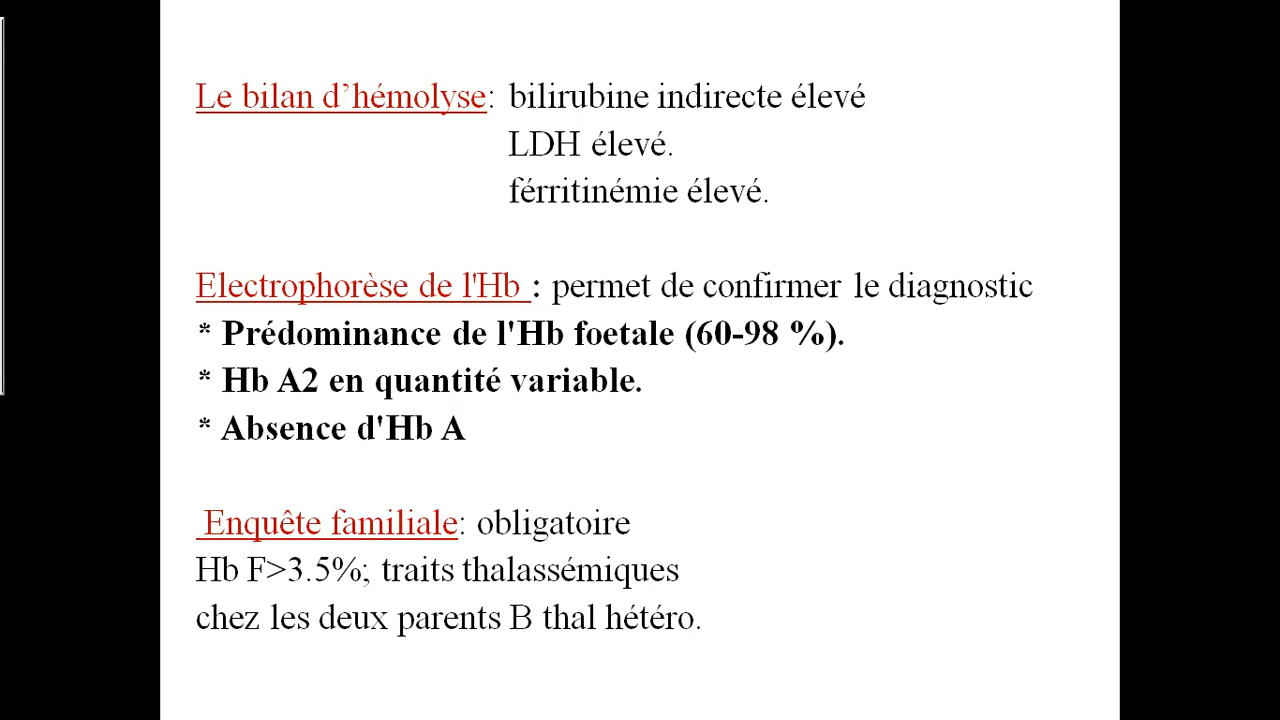 Le bilan d’hémolyse: bilirubine indirecte élevé
LDH élevé.
férritinémie élevé.
Electrophorèse de l'Hb : permet de confirmer le diagnostic
* Prédominance de l'Hb foetale (60-98 %).
* Hb A2 en quantité variable.
* Absence d'Hb A
Enquête familiale: obligatoire
Hb F>3.5%; traits thalassémiques
chez les deux parents B thal hétéro.